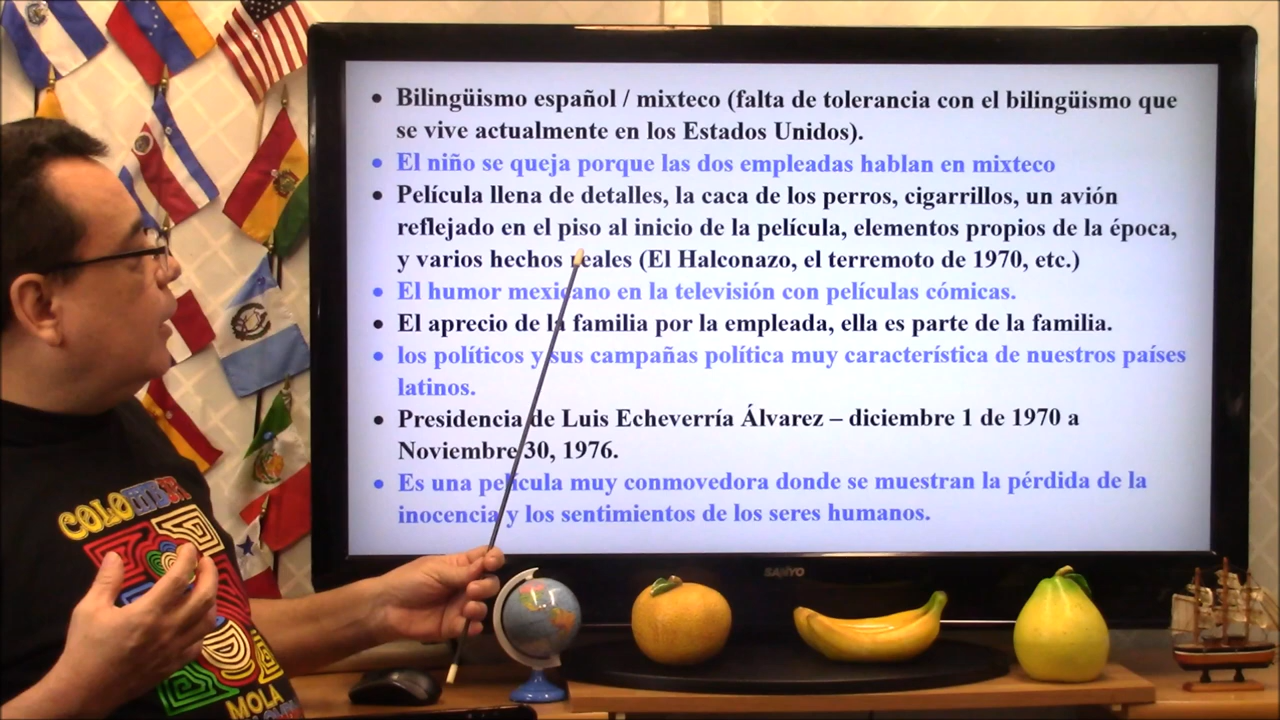 • Bilingüismo español / mixteco (falta de tolerancia con el bilingüismo que
se vive actualmente en los Estados Unidos).
• El niño se queja porque las dos empleadas hablan en mixteco
• Película llena de detalles, la caca de los perros, cigarrillos, un avión
reflejado en el piso al inicio de la película, elementos propios de la época,
y varios hechos reales (El Halconazo, el terremoto de 1970, etc.)
• El humor mexicano en la televisión con películas cómicas.
• El aprecio de la familia por la empleada, ella es parte de la familia.
• los políticos y sus campañas política muy característica de nuestros países
latinos.
• Presidencia de Luis Echeverría Álvarez – diciembre 1 de 1970 a
Noviembre 30, 1976.
• Es una película muy conmovedora donde se muestran la pérdida de la
inocencia y los sentimientos de los seres humanos.
SANYO
COLOMBIA
MOLA